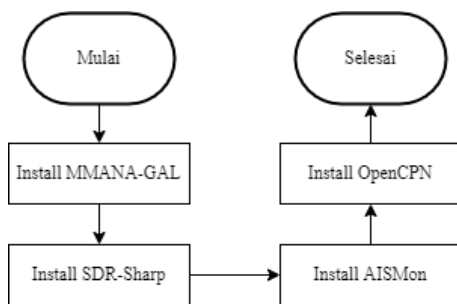 Mulai
Install MMANA-GAL
Install SDR-Sharp
Install AISMon
Install OpenCPN
Selesai